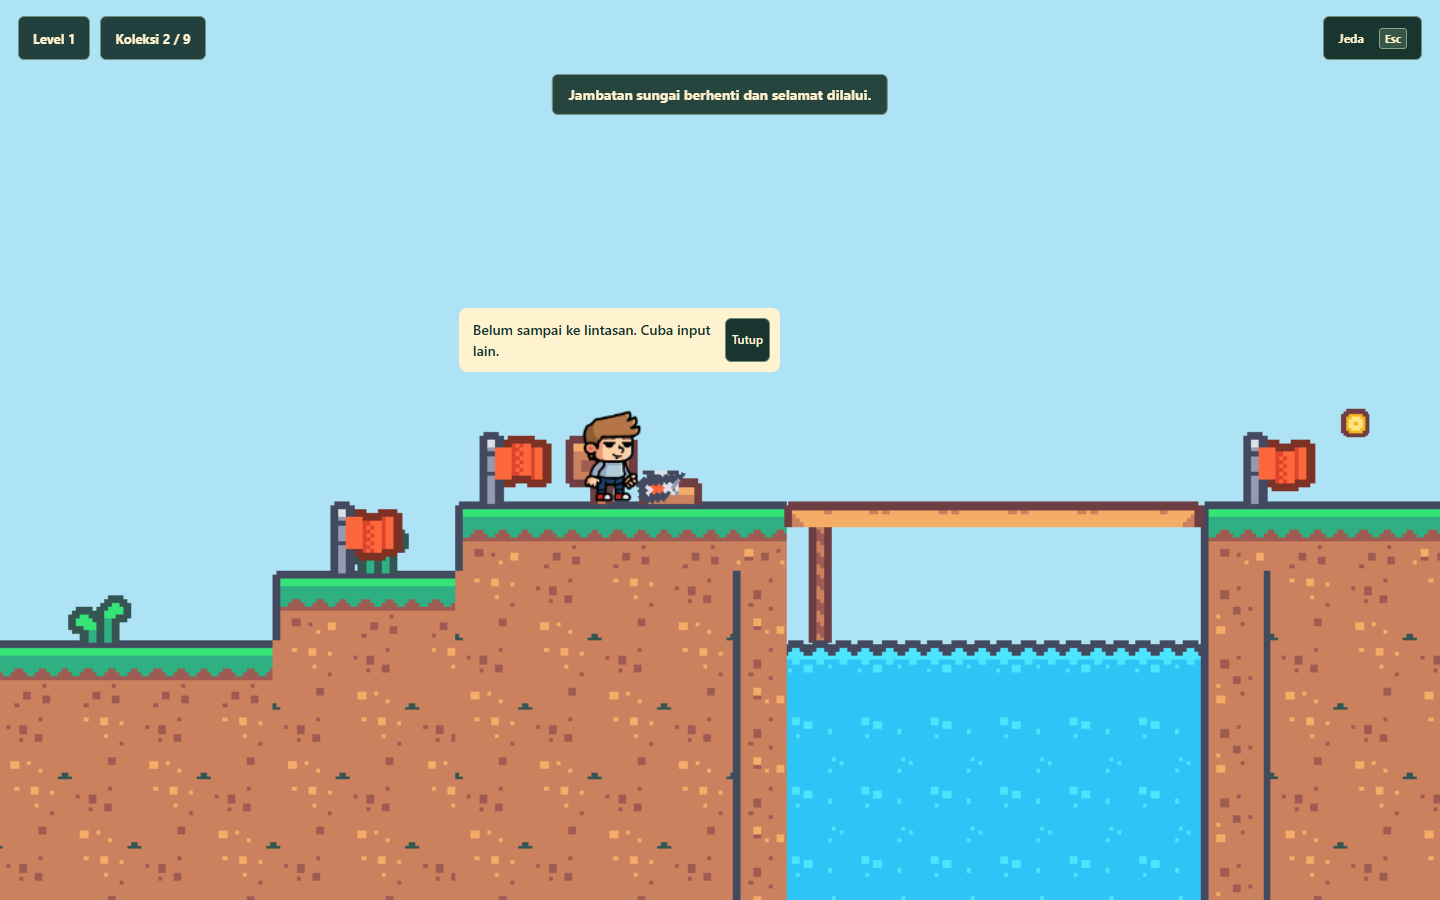 Level 1
Koleksi 2 / 9
Jeda Esc
Jambatan sungai berhenti dan selamat dilalui.
Belum sampai ke lintasan. Cuba input
lain.
Tutup